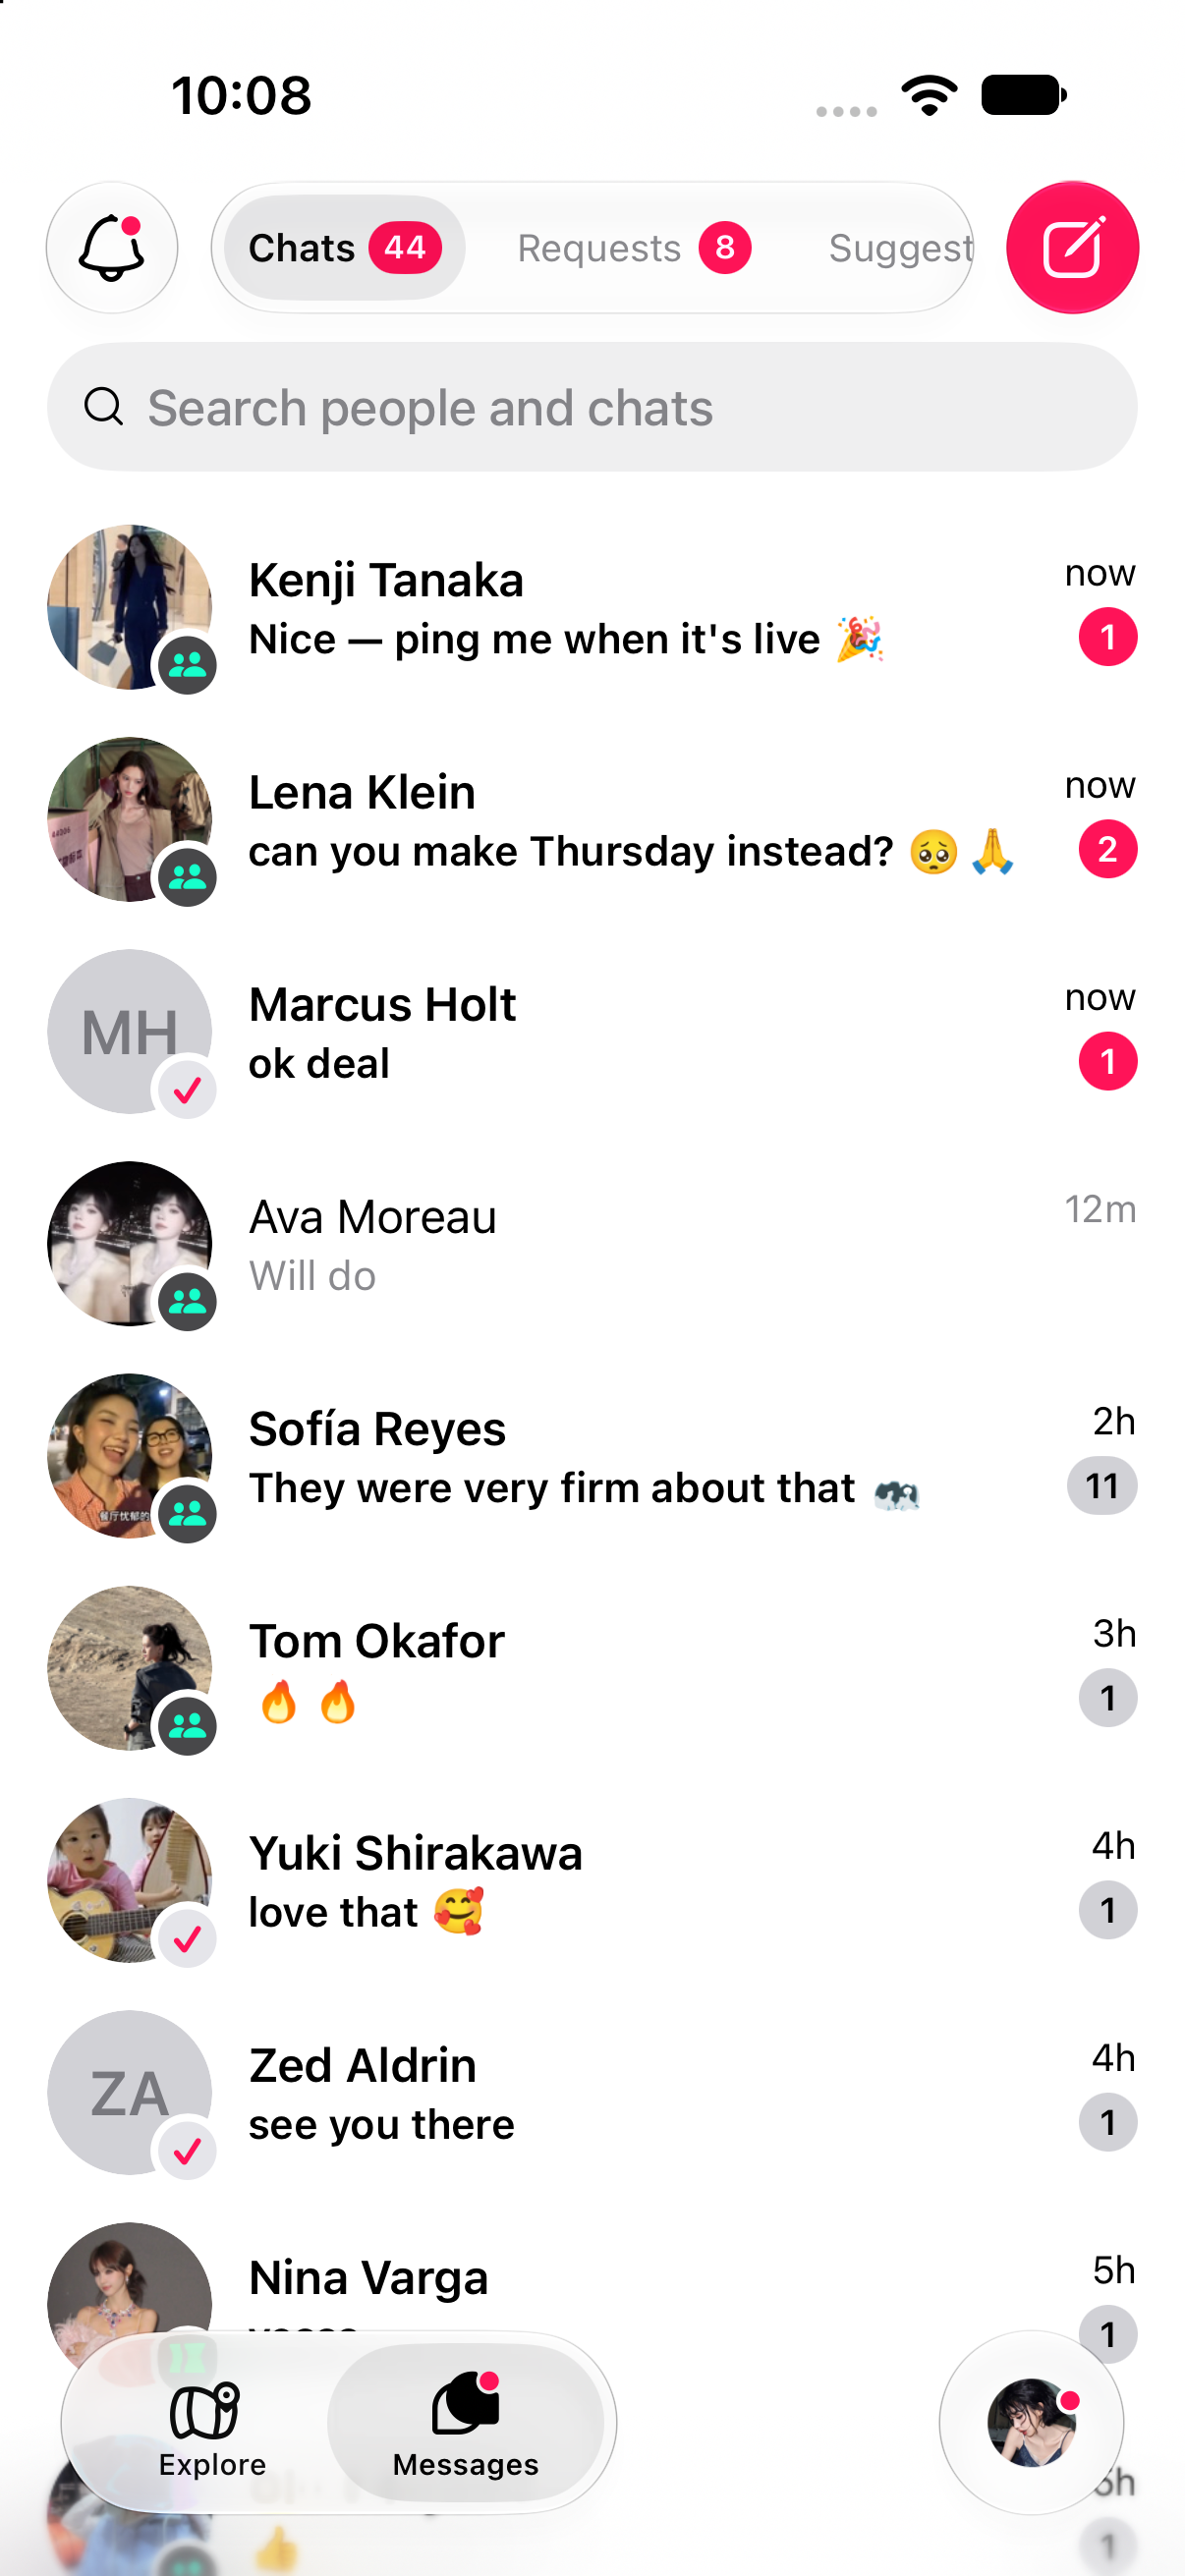 10:08
Chats 44 Requests 8 Suggest
Search people and chats
Kenji Tanaka now
Nice — ping me when it's live 🎉 1
Lena Klein now
can you make Thursday instead? 🥺🙏 2
MH
Marcus Holt now
ok deal 1
Ava Moreau 12m
Will do
Sofía Reyes 2h
They were very firm about that 🐄 11
Tom Okafor 3h
🔥🔥 1
Yuki Shirakawa 4h
love that 🥰 1
ZA
Zed Aldrin 4h
see you there 1
Nina Varga 5h
1
Explore Messages
👍 1